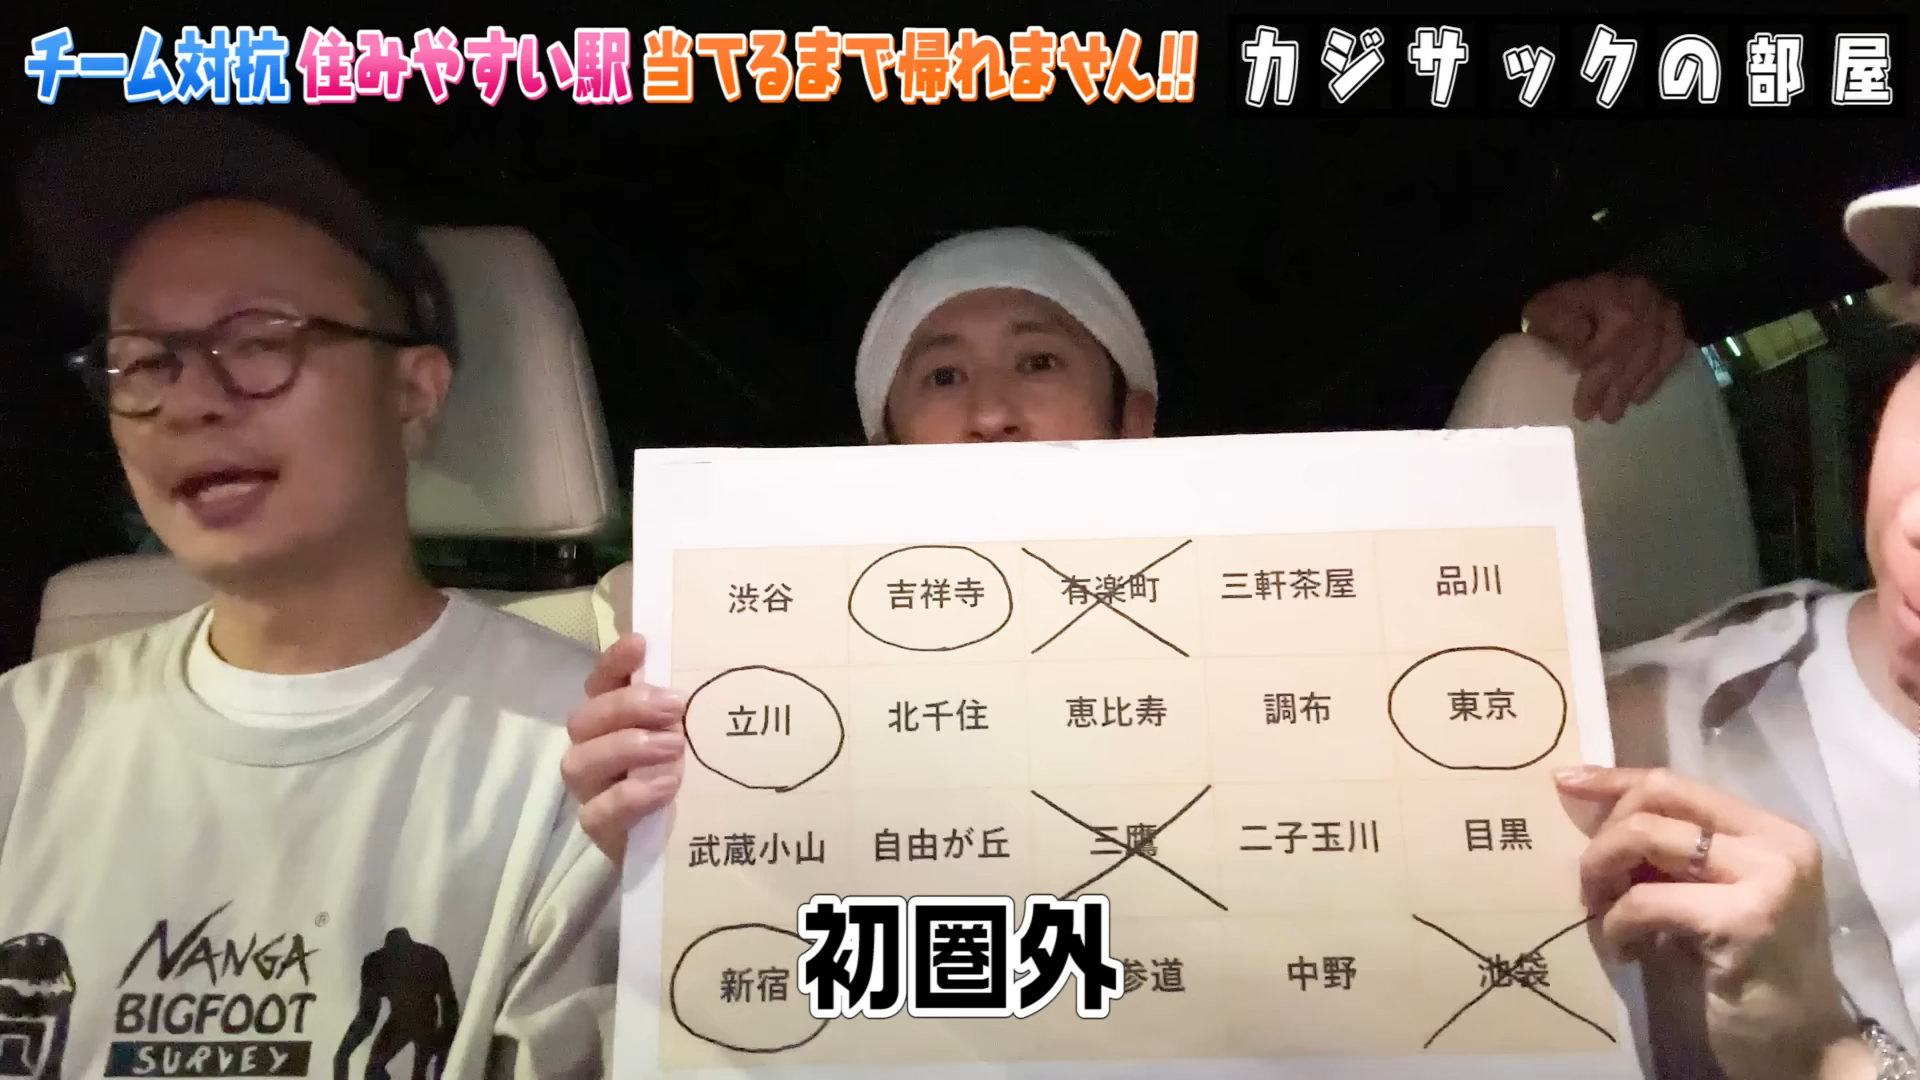 チーム対抗 住みやすい駅 当てるまで帰れません!!
カジサックの部屋
渋谷 吉祥寺 有楽町 三軒茶屋 品川
立川 北千住 恵比寿 調布 東京
武蔵小山 自由が丘 三鷹 二子玉川 目黒
新宿 参道 中野 池袋
初圏外
NANGA®
BIGFOOT
SURVEY